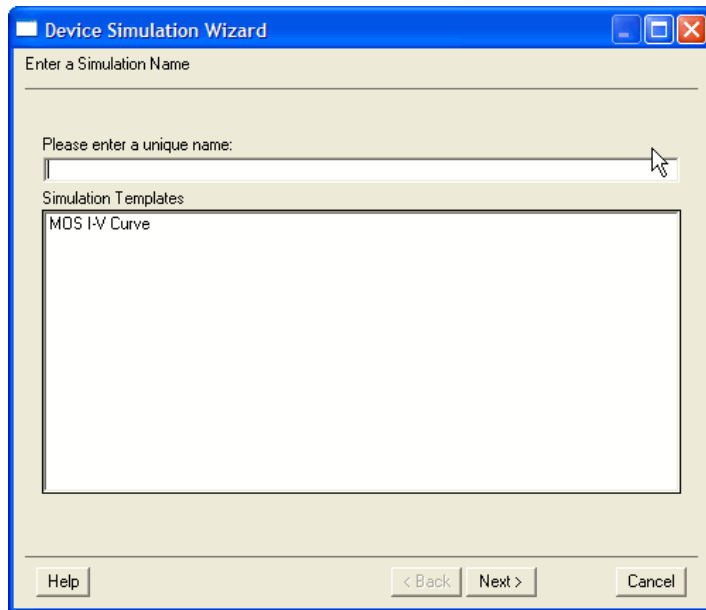 Device Simulation Wizard
Enter a Simulation Name
Please enter a unique name:
Simulation Templates
MOS I-V Curve
Help
< Back
Next >
Cancel